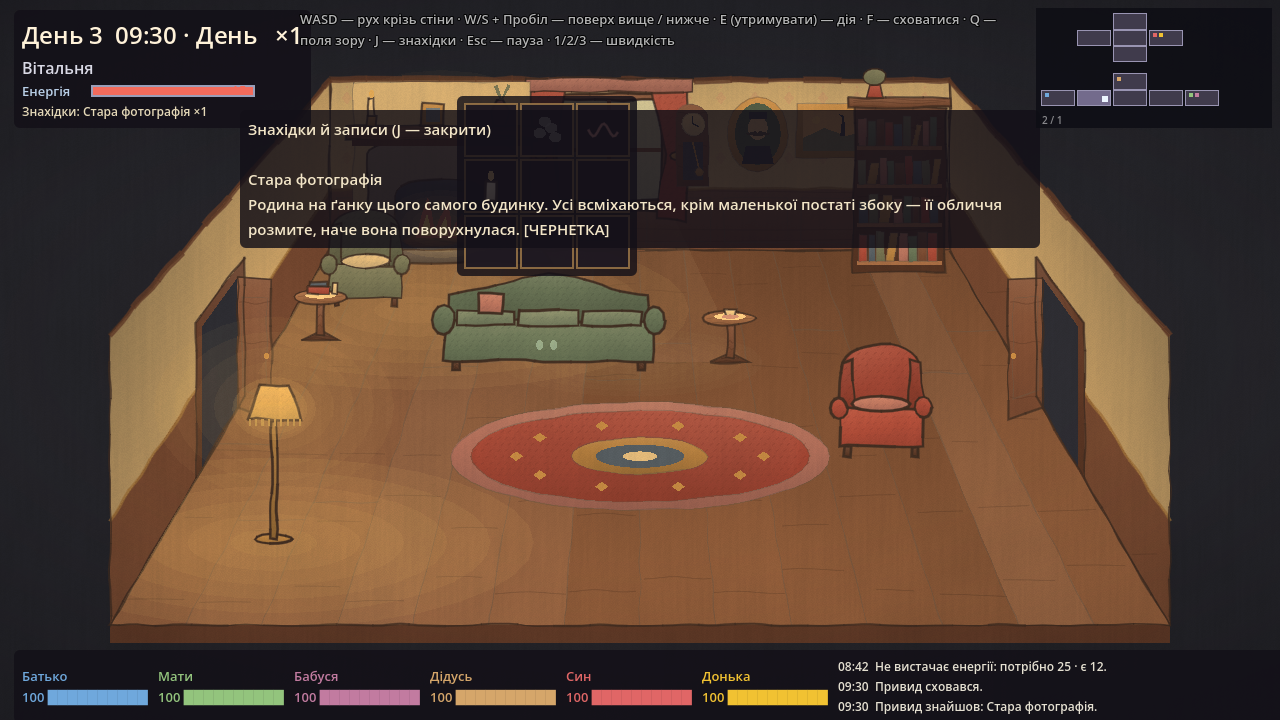 День 3  09:30 · День   ×1
Вітальня
Енергія
Знахідки: Стара фотографія ×1
WASD — рух крізь стіни · W/S + Пробіл — поверх вище / нижче · E (утримувати) — дія · F — сховатися · Q —
поля зору · J — знахідки · Esc — пауза · 1/2/3 — швидкість
2 / 1
Знахідки й записи (J — закрити)
Стара фотографія
Родина на ґанку цього самого будинку. Усі всміхаються, крім маленької постаті збоку — її обличчя
розмите, наче вона поворухнулася. [ЧЕРНЕТКА]
Батько
100
Мати
100
Бабуся
100
Дідусь
100
Син
100
Донька
100
08:42  Не вистачає енергії: потрібно 25 · є 12.
09:30  Привид сховався.
09:30  Привид знайшов: Стара фотографія.